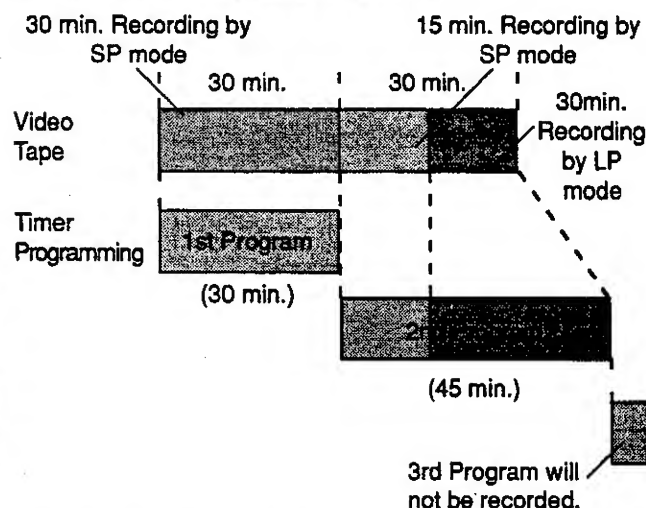 30 min. Recording by
SP mode
15 min. Recording by
SP mode
30 min.
30 min.
30min.
Recording
by LP
mode
Video
Tape
Timer
Programming
1st Program
(30 min.)
(45 min.)
3rd Program will
not be recorded.